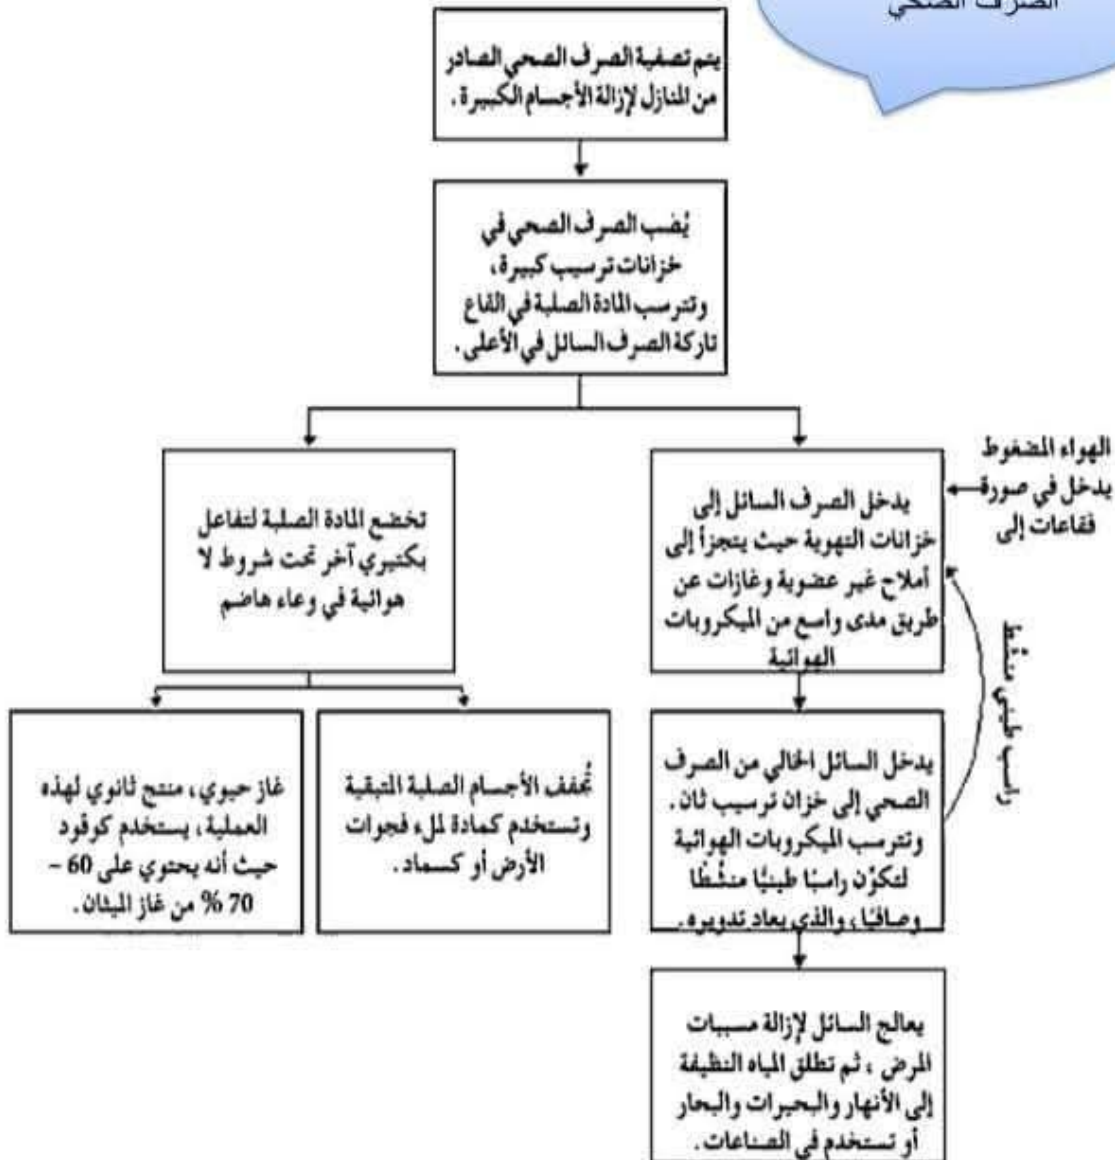 الصرف الصحي
يتم تصفية الصرف الصحي الصادر
من المنازل لإزالة الأجسام الكبيرة.
يُضب الصرف الصحي في
خزانات ترسيب كبيرة،
وتترسب المادة الصلبة في القاع
تاركة الصرف السائل في الأعلى.
الهواء المضغوط
يدخل في صورة
فقاعات إلى
يدخل الصرف السائل إلى
خزانات التهوية حيث يتجزأ إلى
أملاح غير عضوية وغازات عن
طريق مدى واسع من الميكروبات
الهوائية
تخضع المادة الصلبة لتفاعل
بكتيري آخر تحت شروط لا
هوائية في وعاء هاضم
راسب طيني منشَّط
يدخل السائل الخالي من الصرف
الصحي إلى خزان ترسيب ثان.
وتترسب الميكروبات الهوائية
لتكوِّن راسبًا طينيًّا منشَّطًا
وصافيًا، والذي يعاد تدويره.
تُجفف الأجسام الصلبة المتبقية
وتستخدم كمادة لملء فجوات
الأرض أو كسماد.
غاز حيوي، منتج ثانوي لهذه
العملية، يستخدم كوقود
حيث أنه يحتوي على 60 –
70 % من غاز الميثان.
يعالج السائل لإزالة مسببات
المرض، ثم تطلق المياه النظيفة
إلى الأنهار والبحيرات والبحار
أو تستخدم في الصناعات.